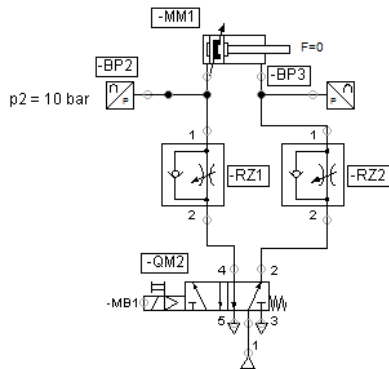 -MM1
F=0
-BP2
-BP3
p2 = 10 bar
P
P
1
1
-RZ1
-RZ2
2
2
4
2
-QM2
-MB1
5
3
1